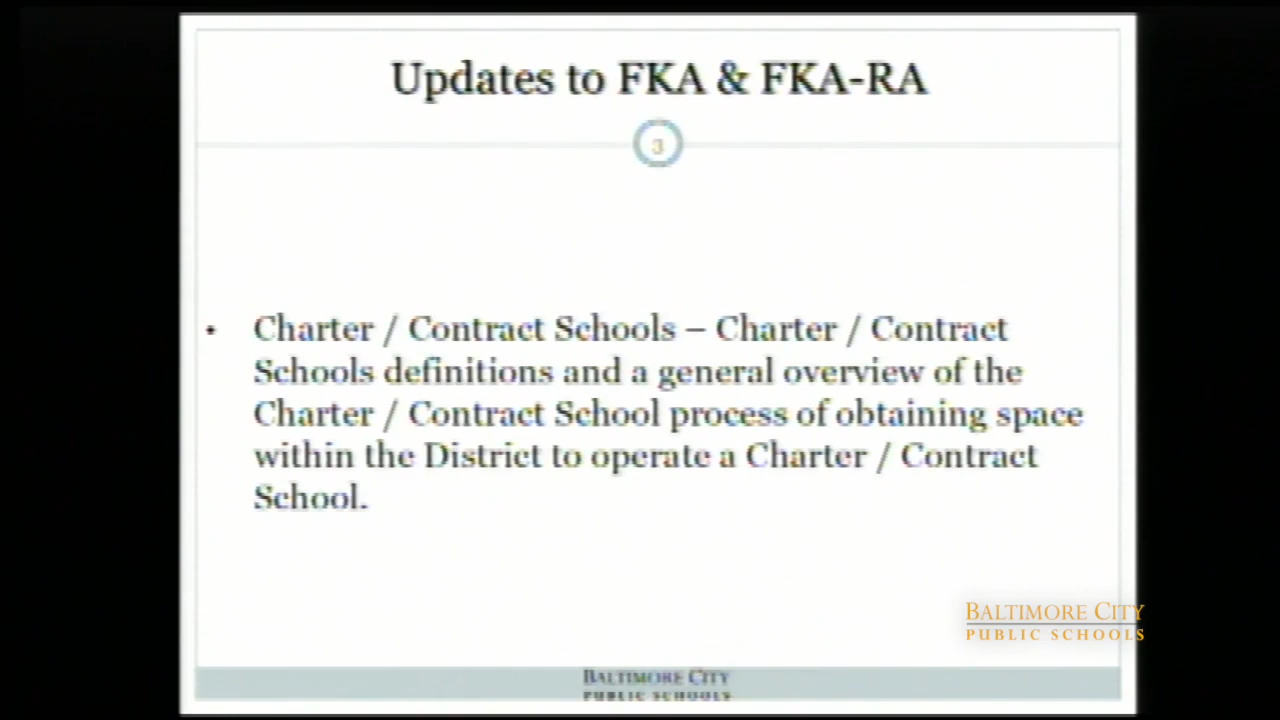 Updates to FKA & FKA-RA
3
• Charter / Contract Schools – Charter / Contract
Schools definitions and a general overview of the
Charter / Contract School process of obtaining space
within the District to operate a Charter / Contract
School.
BALTIMORE CITY
PUBLIC SCHOOLS
BALTIMORE CITY
PUBLIC SCHOOLS